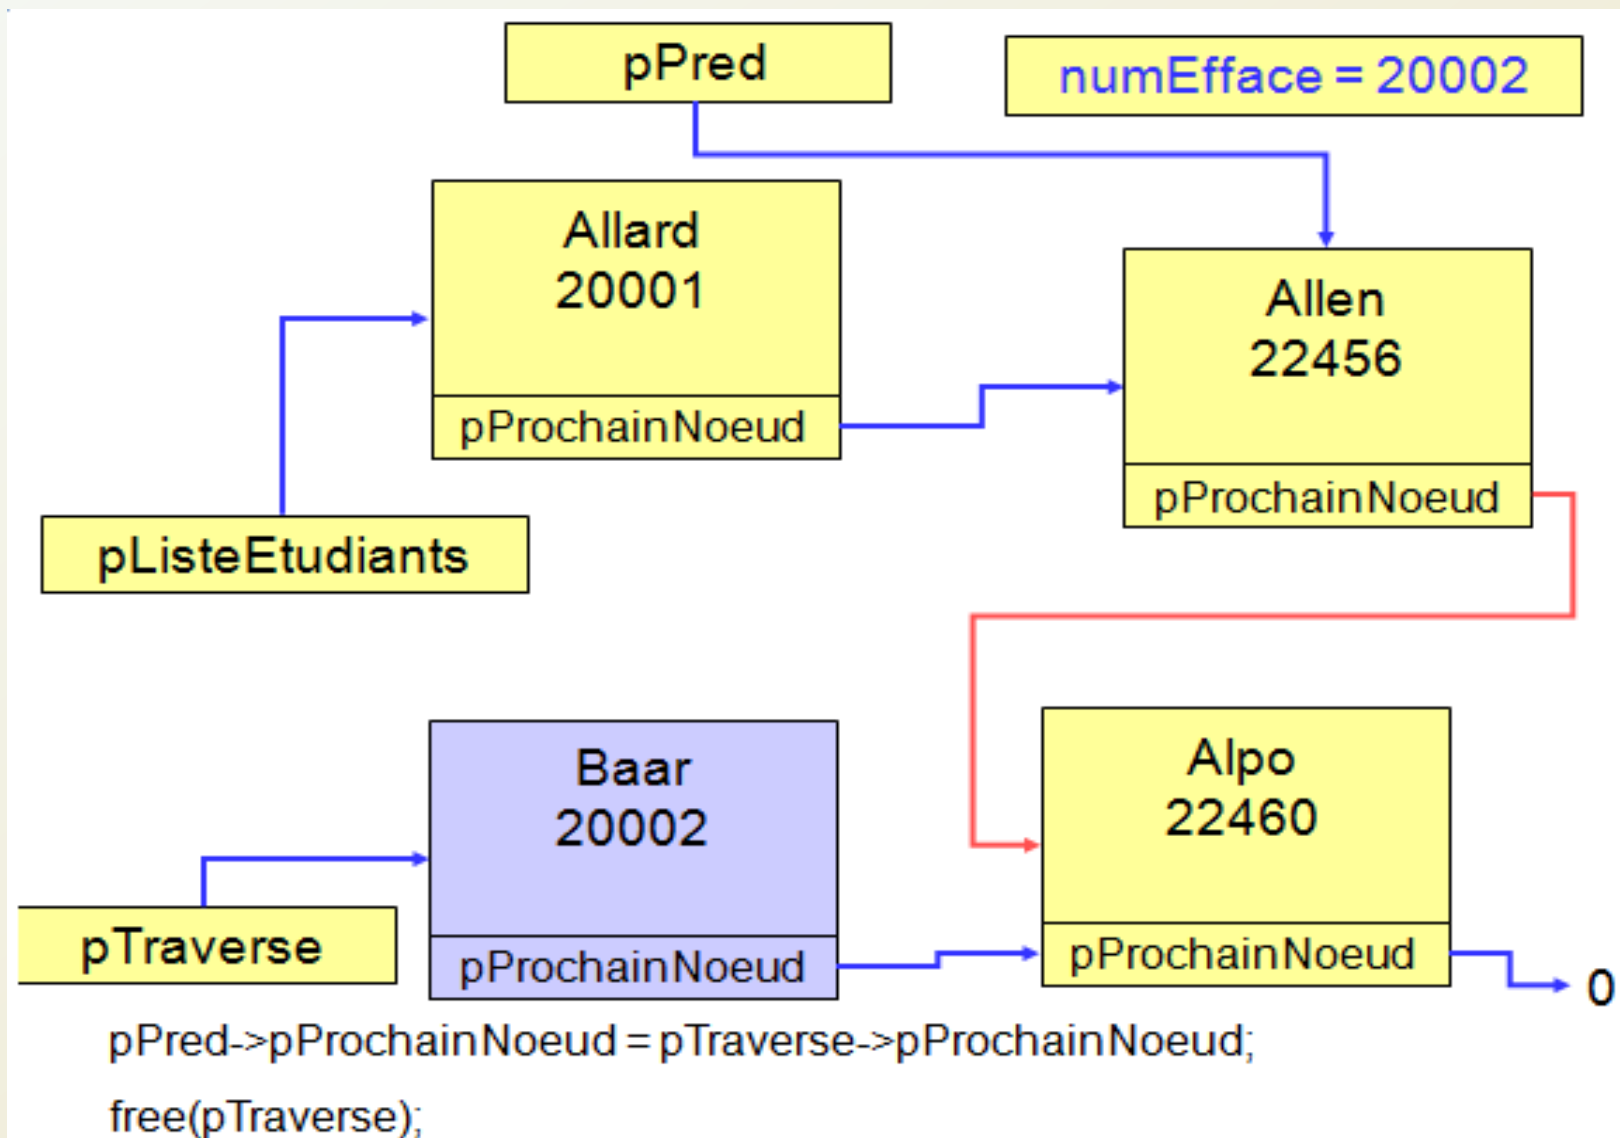 pPred
numEfface = 20002
Allard
20001
pProchainNoeud
Allen
22456
pProchainNoeud
pListeEtudiants
Baar
20002
pProchainNoeud
Alpo
22460
pProchainNoeud
pTraverse
0
pPred->pProchainNoeud = pTraverse->pProchainNoeud;
free(pTraverse);